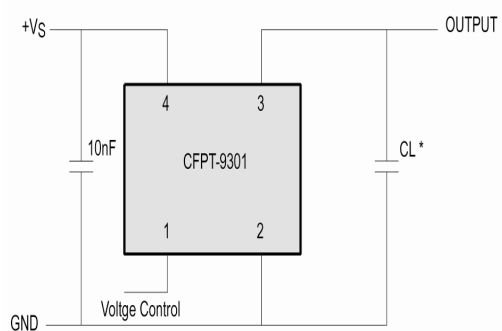 +VS
OUTPUT
4
3
10nF
CFPT-9301
CL *
1
2
Voltge Control
GND